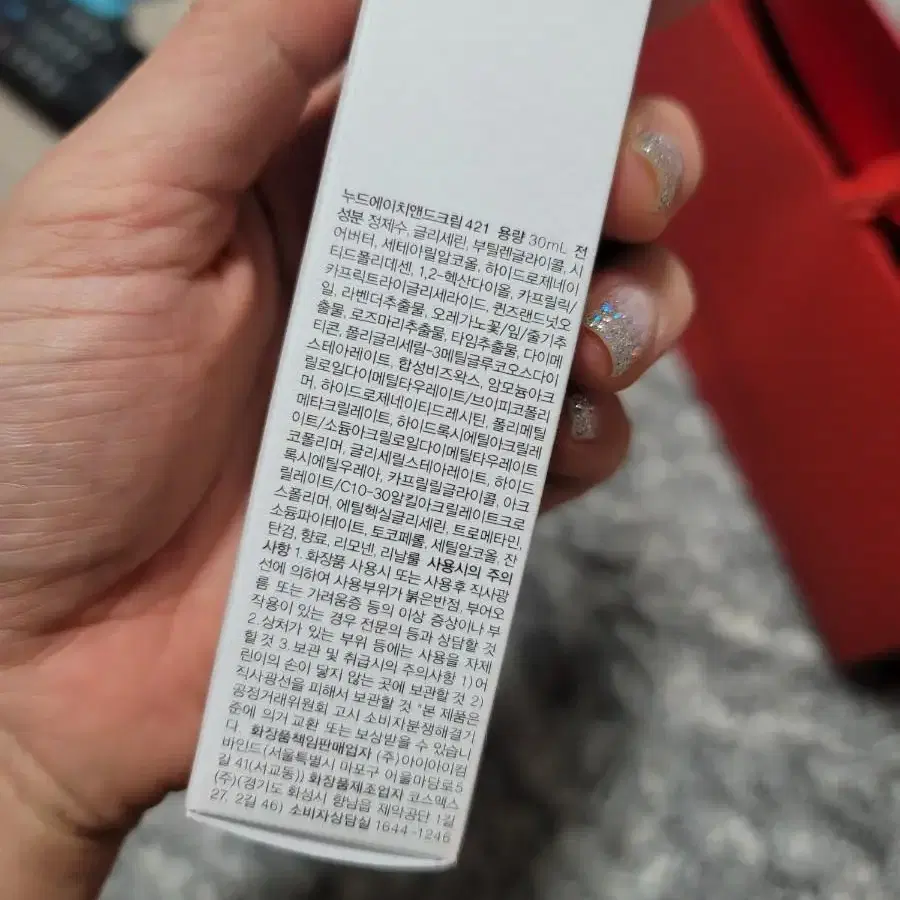 누드에이치앤드크림 421 용량 30mL 전
성분 정제수, 글리세린, 부틸렌글라이콜, 시
어버터, 세테아릴알코올, 하이드로제네이
티드폴리데센, 1,2-헥산다이올, 카프릴릭/
카프릭트라이글리세라이드, 퀸즈랜드넛오
일, 라벤더추출물, 오레가노꽃/잎/줄기추
출물, 로즈마리추출물, 타임추출물, 다이메
티콘, 폴리글리세릴-3메틸글루코오스다이
스테아레이트, 합성비즈왁스, 암모늄아크
릴로일다이메틸타우레이트/브이피코폴리
머, 하이드로제네이티드레시틴, 폴리메틸
메타크릴레이트, 하이드록시에틸아크릴레
이트/소듐아크릴로일다이메틸타우레이트
코폴리머, 글리세릴스테아레이트, 하이드
록시에틸우레아, 카프릴릴글라이콜, 아크
릴레이트/C10-30알킬아크릴레이트크로
스폴리머, 에틸헥실글리세린, 트로메타민,
소듐파이테이트, 토코페롤, 세틸알코올, 잔
탄검, 향료, 리모넨, 리날룰 사용시의 주의
사항 1. 화장품 사용시 또는 사용후 직사광
선에 의하여 사용부위가 붉은반점, 부어오
름 또는 가려움증 등의 이상 증상이나 부
작용이 있는 경우 전문의 등과 상담할 것
2. 상처가 있는 부위 등에는 사용을 자제
할 것 3. 보관 및 취급시의 주의사항 1) 어
린이의 손이 닿지 않는 곳에 보관할 것 2)
직사광선을 피해서 보관할 것 *본 제품은
공정거래위원회 고시 소비자분쟁해결기
준에 의거 교환 또는 보상받을 수 있습니
다. 화장품책임판매업자 (주)아이아이컴
바인드(서울특별시 마포구 어울마당로5
길 41(서교동)) 화장품제조업자 코스맥스
(주)(경기도 화성시 향남읍 제약공단 1길
27, 2길 46) 소비자상담실 1644-1246